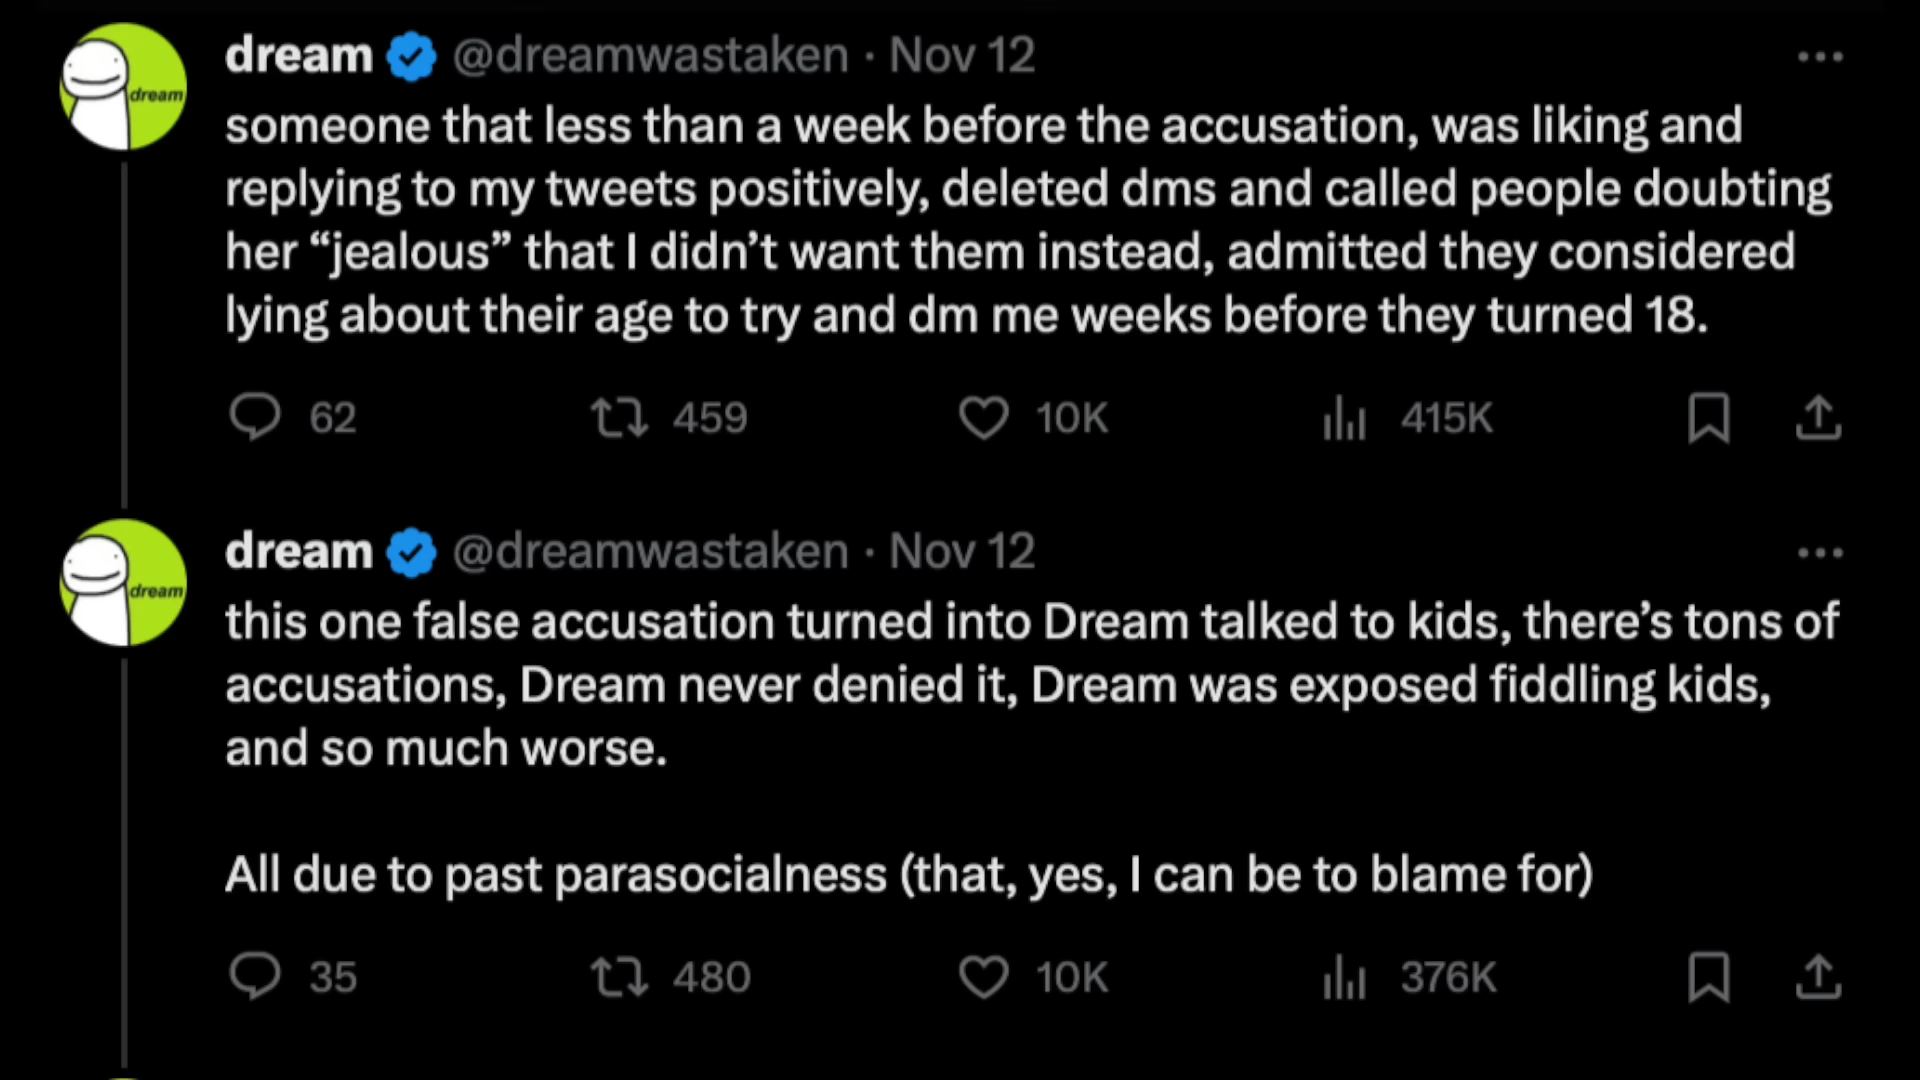 dream @dreamwastaken · Nov 12
dream
someone that less than a week before the accusation, was liking and
replying to my tweets positively, deleted dms and called people doubting
her “jealous” that I didn’t want them instead, admitted they considered
lying about their age to try and dm me weeks before they turned 18.
62 459 10K 415K
dream @dreamwastaken · Nov 12
dream
this one false accusation turned into Dream talked to kids, there’s tons of
accusations, Dream never denied it, Dream was exposed fiddling kids,
and so much worse.
All due to past parasocialness (that, yes, I can be to blame for)
35 480 10K 376K